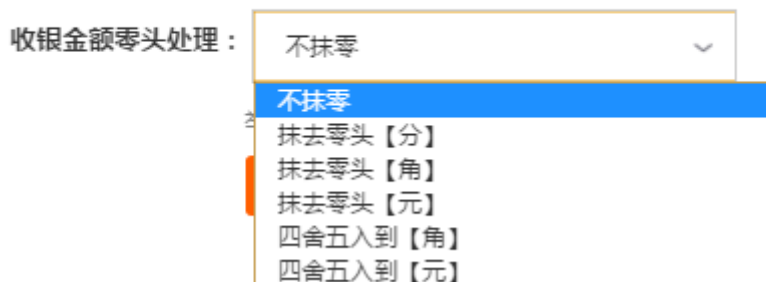 收银金额零头处理：
不抹零
不抹零
抹去零头【分】
抹去零头【角】
抹去零头【元】
四舍五入到【角】
四舍五入到【元】